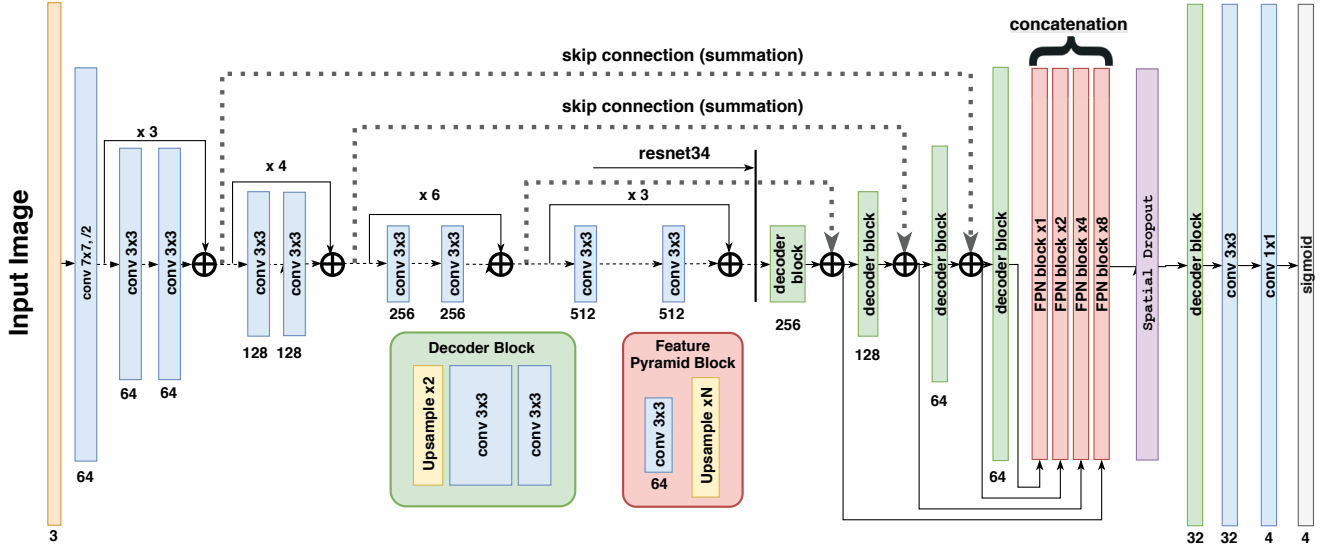 concatenation
skip connection (summation)
skip connection (summation)
resnet34
x 3
x 4
x 6
x 3
Input Image
conv 7x7, /2
conv 3x3
conv 3x3
conv 3x3
conv 3x3
conv 3x3
conv 3x3
conv 3x3
conv 3x3
decoder block
decoder block
decoder block
decoder block
FPN block x1
FPN block x2
FPN block x4
FPN block x8
Spatial Dropout
decoder block
conv 3x3
conv 1x1
sigmoid
3
64
64
64
128
128
256
256
512
512
256
128
64
64
32
32
4
4
Decoder Block
Upsample x2
conv 3x3
conv 3x3
Feature
Pyramid Block
conv 3x3
64
Upsample xN